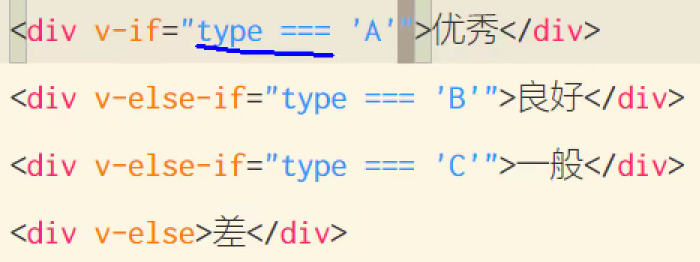 <div v-if="type === 'A'">优秀</div>
<div v-else-if="type === 'B'">良好</div>
<div v-else-if="type === 'C'">一般</div>
<div v-else>差</div>